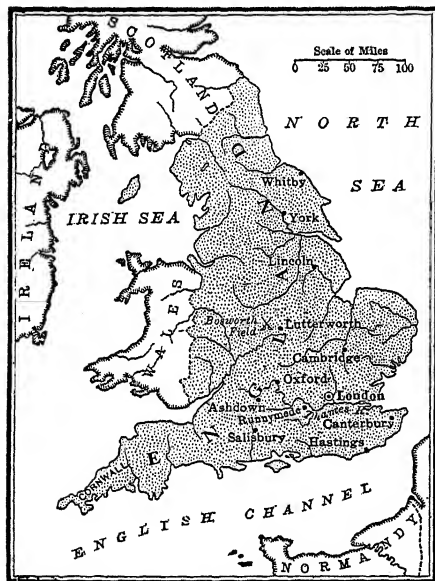 SCOTLAND
Scale of Miles
0 25 50 75 100
NORTH
SEA
IRELAND
IRISH SEA
Whitby
York
Lincoln
WALES
Bosworth
Field
Lutterworth
Cambridge
Oxford
London
Ashdown
Runnymede
Thames R.
Canterbury
Salisbury
Hastings
ENGLAND
CORNWALL
ENGLISH CHANNEL
NORMANDY